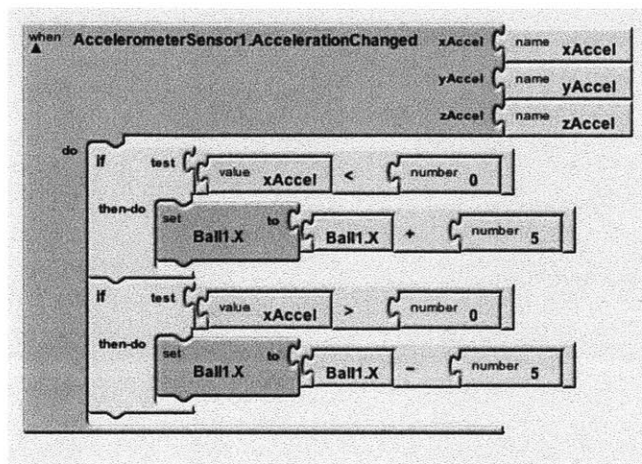 when AccelerometerSensor1.AccelerationChanged xAccel name xAccel
yAccel name yAccel
zAccel name zAccel
do if test value xAccel < number 0
then-do set Ball1.X to Ball1.X + number 5
if test value xAccel > number 0
then-do set Ball1.X to Ball1.X - number 5